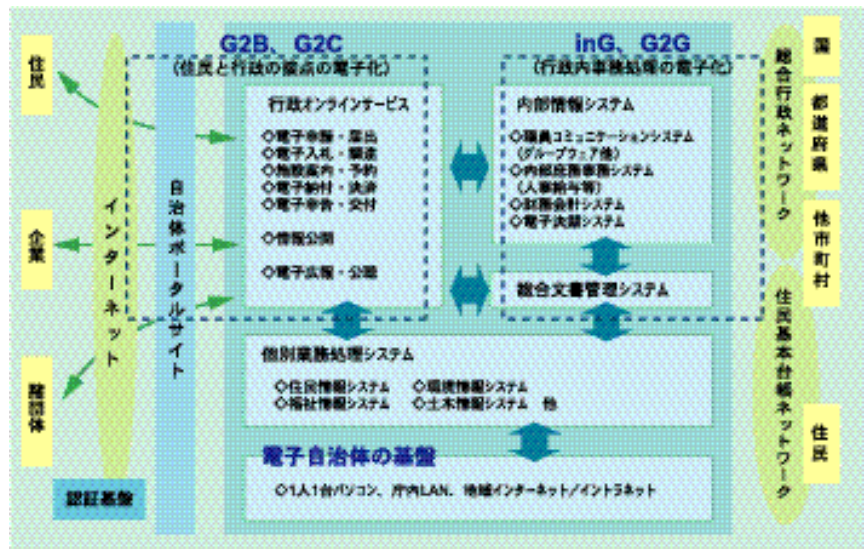 G2B、G2C
(住民と行政の接点の電子化)
inG、G2G
(行政内事務処理の電子化)
住民
企業
諸団体
インターネット
認証基盤
自治体ポータルサイト
行政オンラインサービス
◇電子申請・届出
◇電子入札・調達
◇施設案内・予約
◇電子納付・決済
◇電子申告・交付
◇情報公開
◇電子広報・公聴
内部情報システム
◇職員コミュニケーションシステム
(グループウェア他)
◇内部庶務事務システム
(人事給与等)
◇財務会計システム
◇電子決裁システム
総合文書管理システム
個別業務処理システム
◇住民情報システム ◇環境情報システム
◇福祉情報システム ◇土木情報システム 他
電子自治体の基盤
◇1人1台パソコン、庁内LAN、地域インターネット/イントラネット
総合行政ネットワーク
住民基本台帳ネットワーク
国
都道府県
他市町村
住民